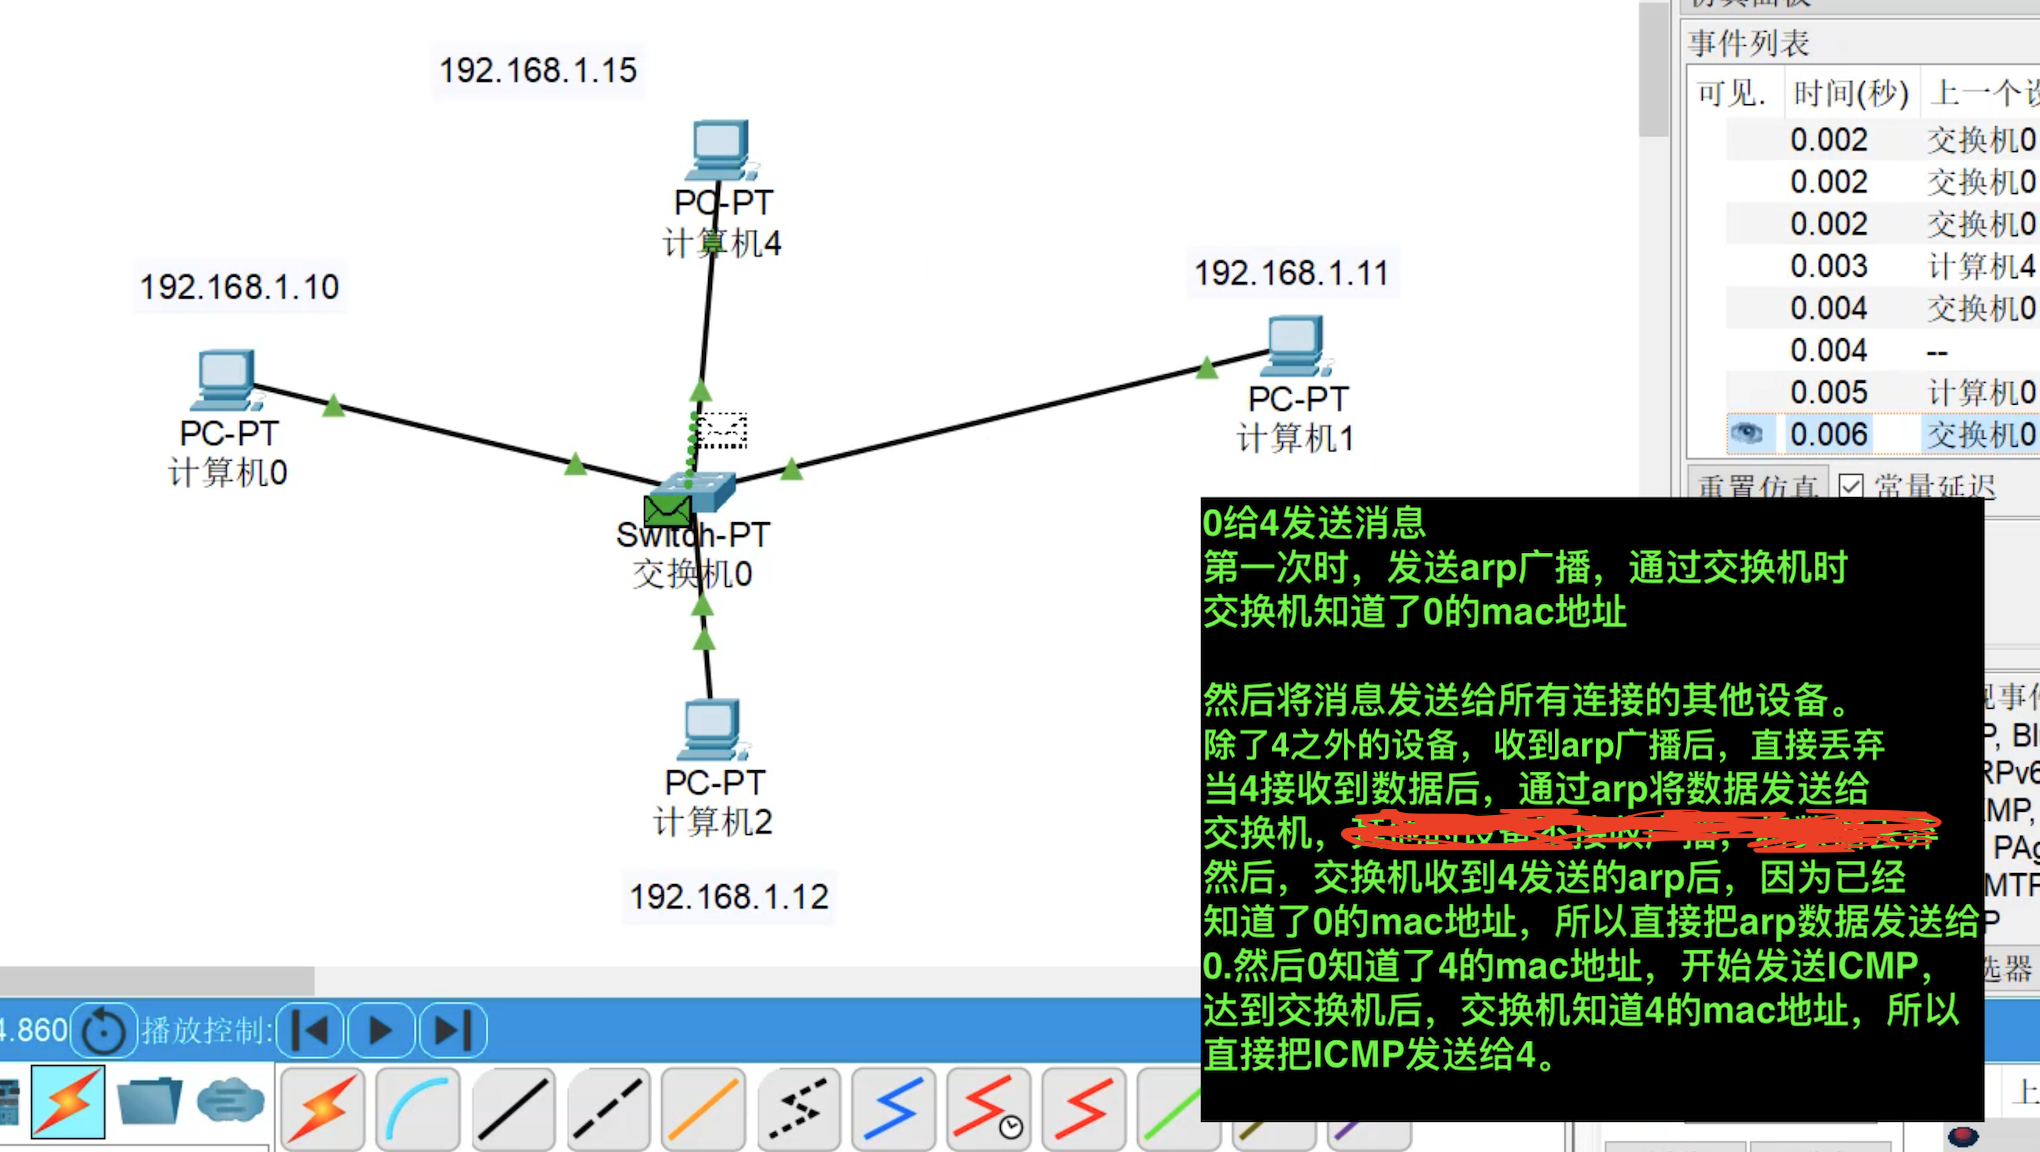 仿真面板
192.168.1.15
PC-PT
计算机4
192.168.1.10
PC-PT
计算机0
192.168.1.11
PC-PT
计算机1
Switch-PT
交换机0
PC-PT
计算机2
192.168.1.12
事件列表
可见. 时间(秒) 上一个设
0.002 交换机0
0.002 交换机0
0.002 交换机0
0.003 计算机4
0.004 交换机0
0.004 --
0.005 计算机0
0.006 交换机0
重置仿真 常量延迟
0给4发送消息
第一次时，发送arp广播，通过交换机时
交换机知道了0的mac地址
然后将消息发送给所有连接的其他设备。
除了4之外的设备，收到arp广播后，直接丢弃
当4接收到数据后，通过arp将数据发送给
交换机，
然后，交换机收到4发送的arp后，因为已经
知道了0的mac地址，所以直接把arp数据发送给
0.然后0知道了4的mac地址，开始发送ICMP，
达到交换机后，交换机知道4的mac地址，所以
直接把ICMP发送给4。
见事件
P, Bl
RPv6
MP,
PAg
MTP
P
选器
上
4.860 播放控制: